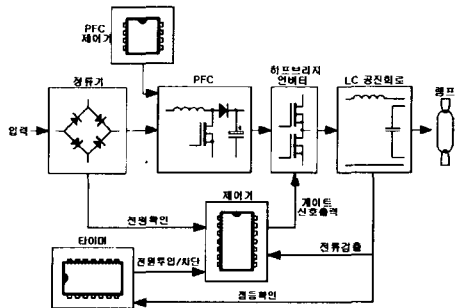 PFC
제어기
정류기
PFC
하프브리지
인버터
LC 공진회로
램프
입력
제어기
게이트
신호출력
전원확인
타이머
전원투입/차단
전류검출
점등확인